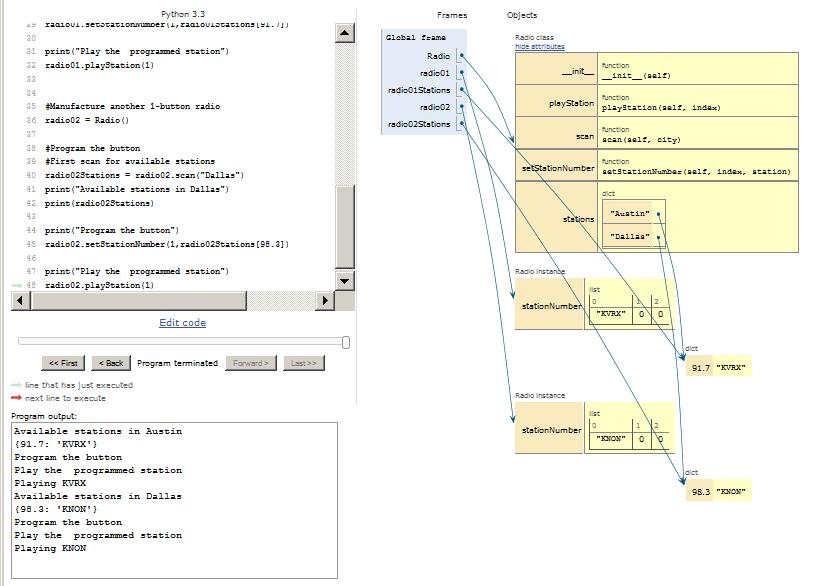 Python 3.3
29 radio01.setStationNumber(1,radio01Stations[91.7])
30
31 print("Play the  programmed station")
32 radio01.playStation(1)
33
34
35 #Manufacture another 1-button radio
36 radio02 = Radio()
37
38 #Program the button
39 #First scan for available stations
40 radio02Stations = radio02.scan("Dallas")
41 print("Available stations in Dallas")
42 print(radio02Stations)
43
44 print("Program the button")
45 radio02.setStationNumber(1,radio02Stations[98.3])
46
47 print("Play the  programmed station")
48 radio02.playStation(1)
Edit code
<< First
< Back
Program terminated
Forward >
Last >>
line that has just executed
next line to execute
Program output:
Available stations in Austin
{91.7: 'KVRX'}
Program the button
Play the  programmed station
Playing KVRX
Available stations in Dallas
{98.3: 'KNON'}
Program the button
Play the  programmed station
Playing KNON
Frames
Objects
Global frame
Radio
radio01
radio01Stations
radio02
radio02Stations
Radio class
hide attributes
__init__
function
__init__(self)
playStation
function
playStation(self, index)
scan
function
scan(self, city)
setStationNumber
function
setStationNumber(self, index, station)
stations
dict
"Austin"
"Dallas"
Radio instance
stationNumber
list
0 1 2
"KVRX" 0 0
dict
91.7 "KVRX"
Radio instance
stationNumber
list
0 1 2
"KNON" 0 0
dict
98.3 "KNON"